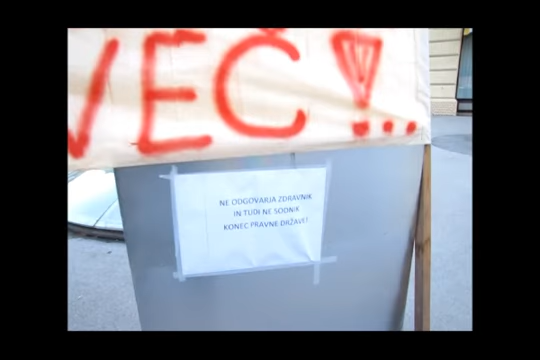 VEČ!..
NE ODGOVARJA ZDRAVNIK
IN TUDI NE SODNIK
KONEC PRAVNE DRŽAVE?